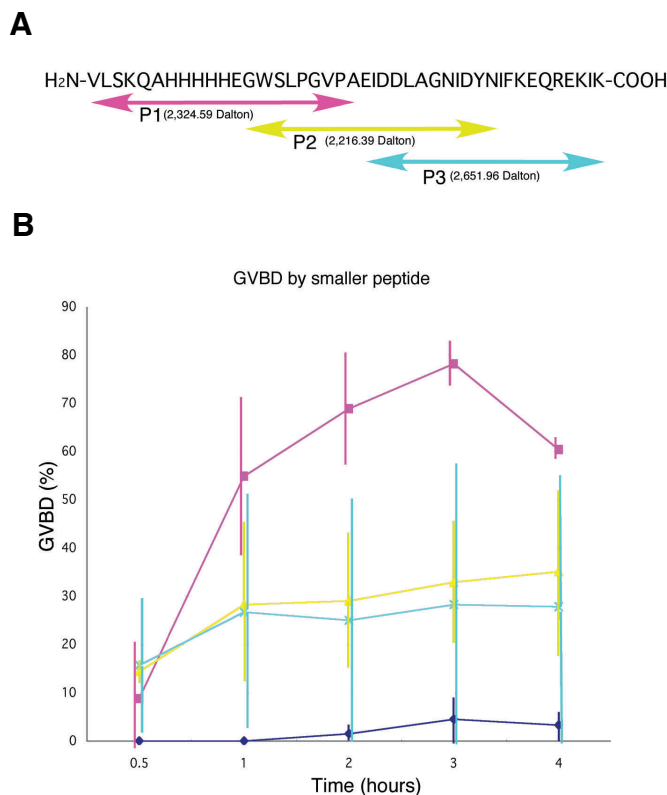 A
H2N-VLSKQAHHHHHEGWSLPGVPAEIDDLAGNIDYNIFKEQREKIK-COOH
P1 (2,324.59 Dalton)
P2 (2,216.39 Dalton)
P3 (2,651.96 Dalton)
B
GVBD by smaller peptide
90
80
70
60
50
40
30
20
10
0
GVBD (%)
0.5 1 2 3 4
Time (hours)